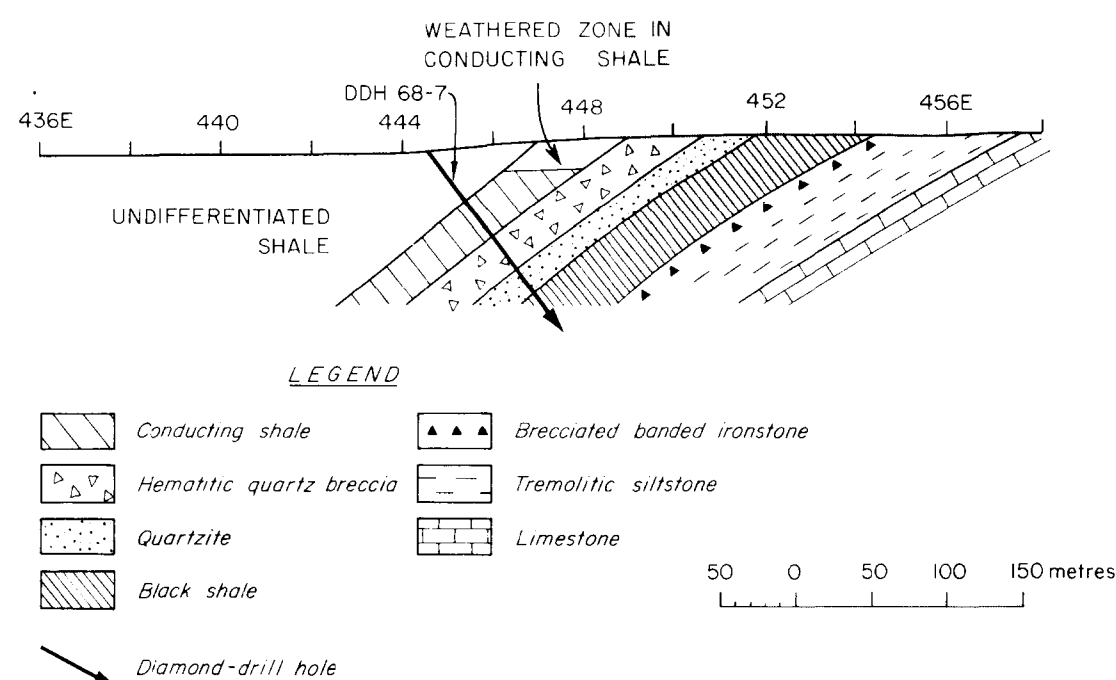 WEATHERED ZONE IN
CONDUCTING SHALE
DDH 68-7
436E 440 444 448 452 456E
UNDIFFERENTIATED
SHALE
LEGEND
Conducting shale
Hematitic quartz breccia
Quartzite
Black shale
Diamond-drill hole
Brecciated banded ironstone
Tremolitic siltstone
Limestone
50 0 50 100 150 metres